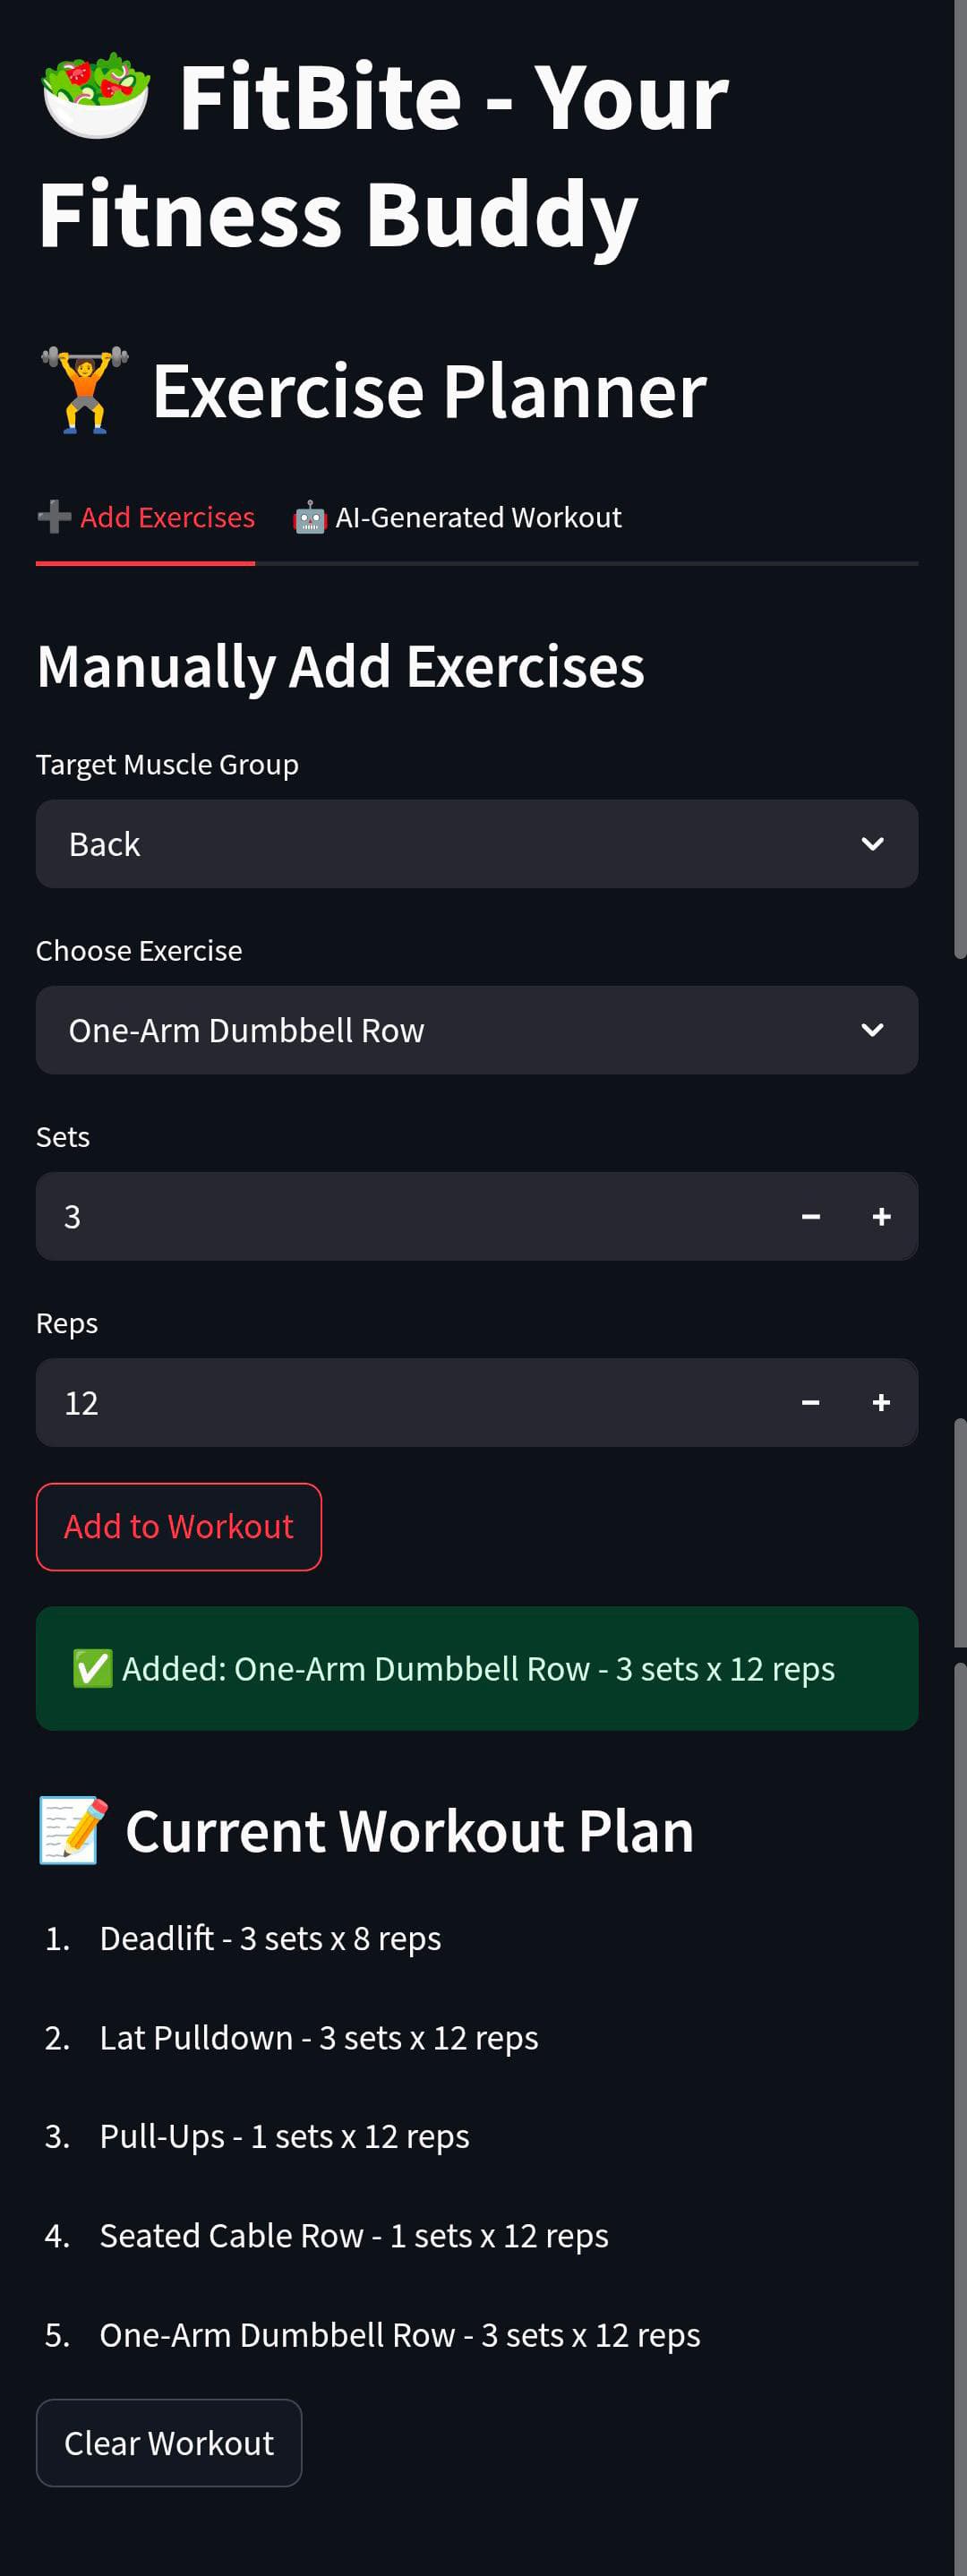 🥗 FitBite - Your
Fitness Buddy
🏋️ Exercise Planner
➕ Add Exercises
🤖 AI-Generated Workout
Manually Add Exercises
Target Muscle Group
Back
Choose Exercise
One-Arm Dumbbell Row
Sets
3 − +
Reps
12 − +
Add to Workout
✅ Added: One-Arm Dumbbell Row - 3 sets x 12 reps
📝 Current Workout Plan
1. Deadlift - 3 sets x 8 reps
2. Lat Pulldown - 3 sets x 12 reps
3. Pull-Ups - 1 sets x 12 reps
4. Seated Cable Row - 1 sets x 12 reps
5. One-Arm Dumbbell Row - 3 sets x 12 reps
Clear Workout